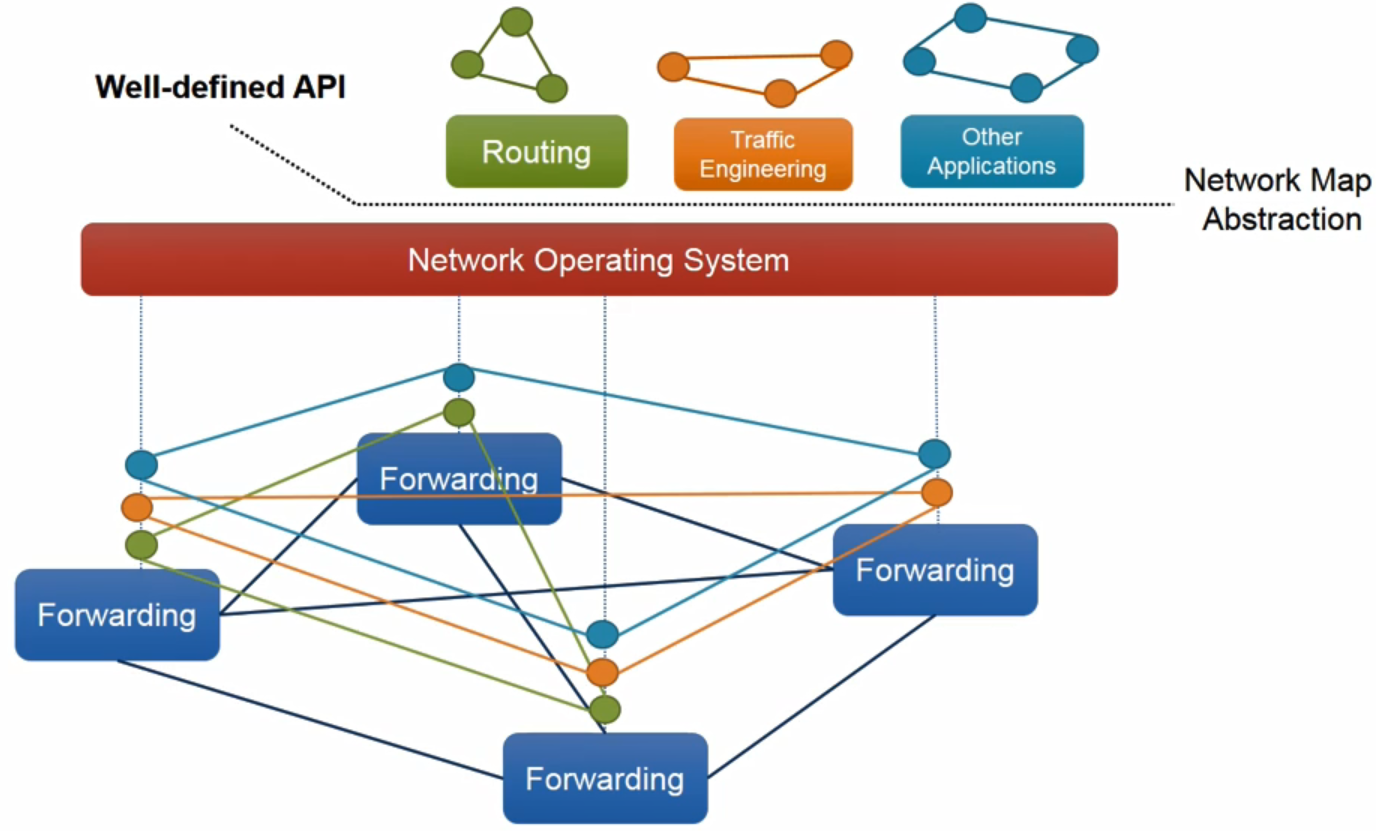 Well-defined API
Routing
Traffic
Engineering
Other
Applications
Network Map
Abstraction
Network Operating System
Forwarding
Forwarding
Forwarding
Forwarding